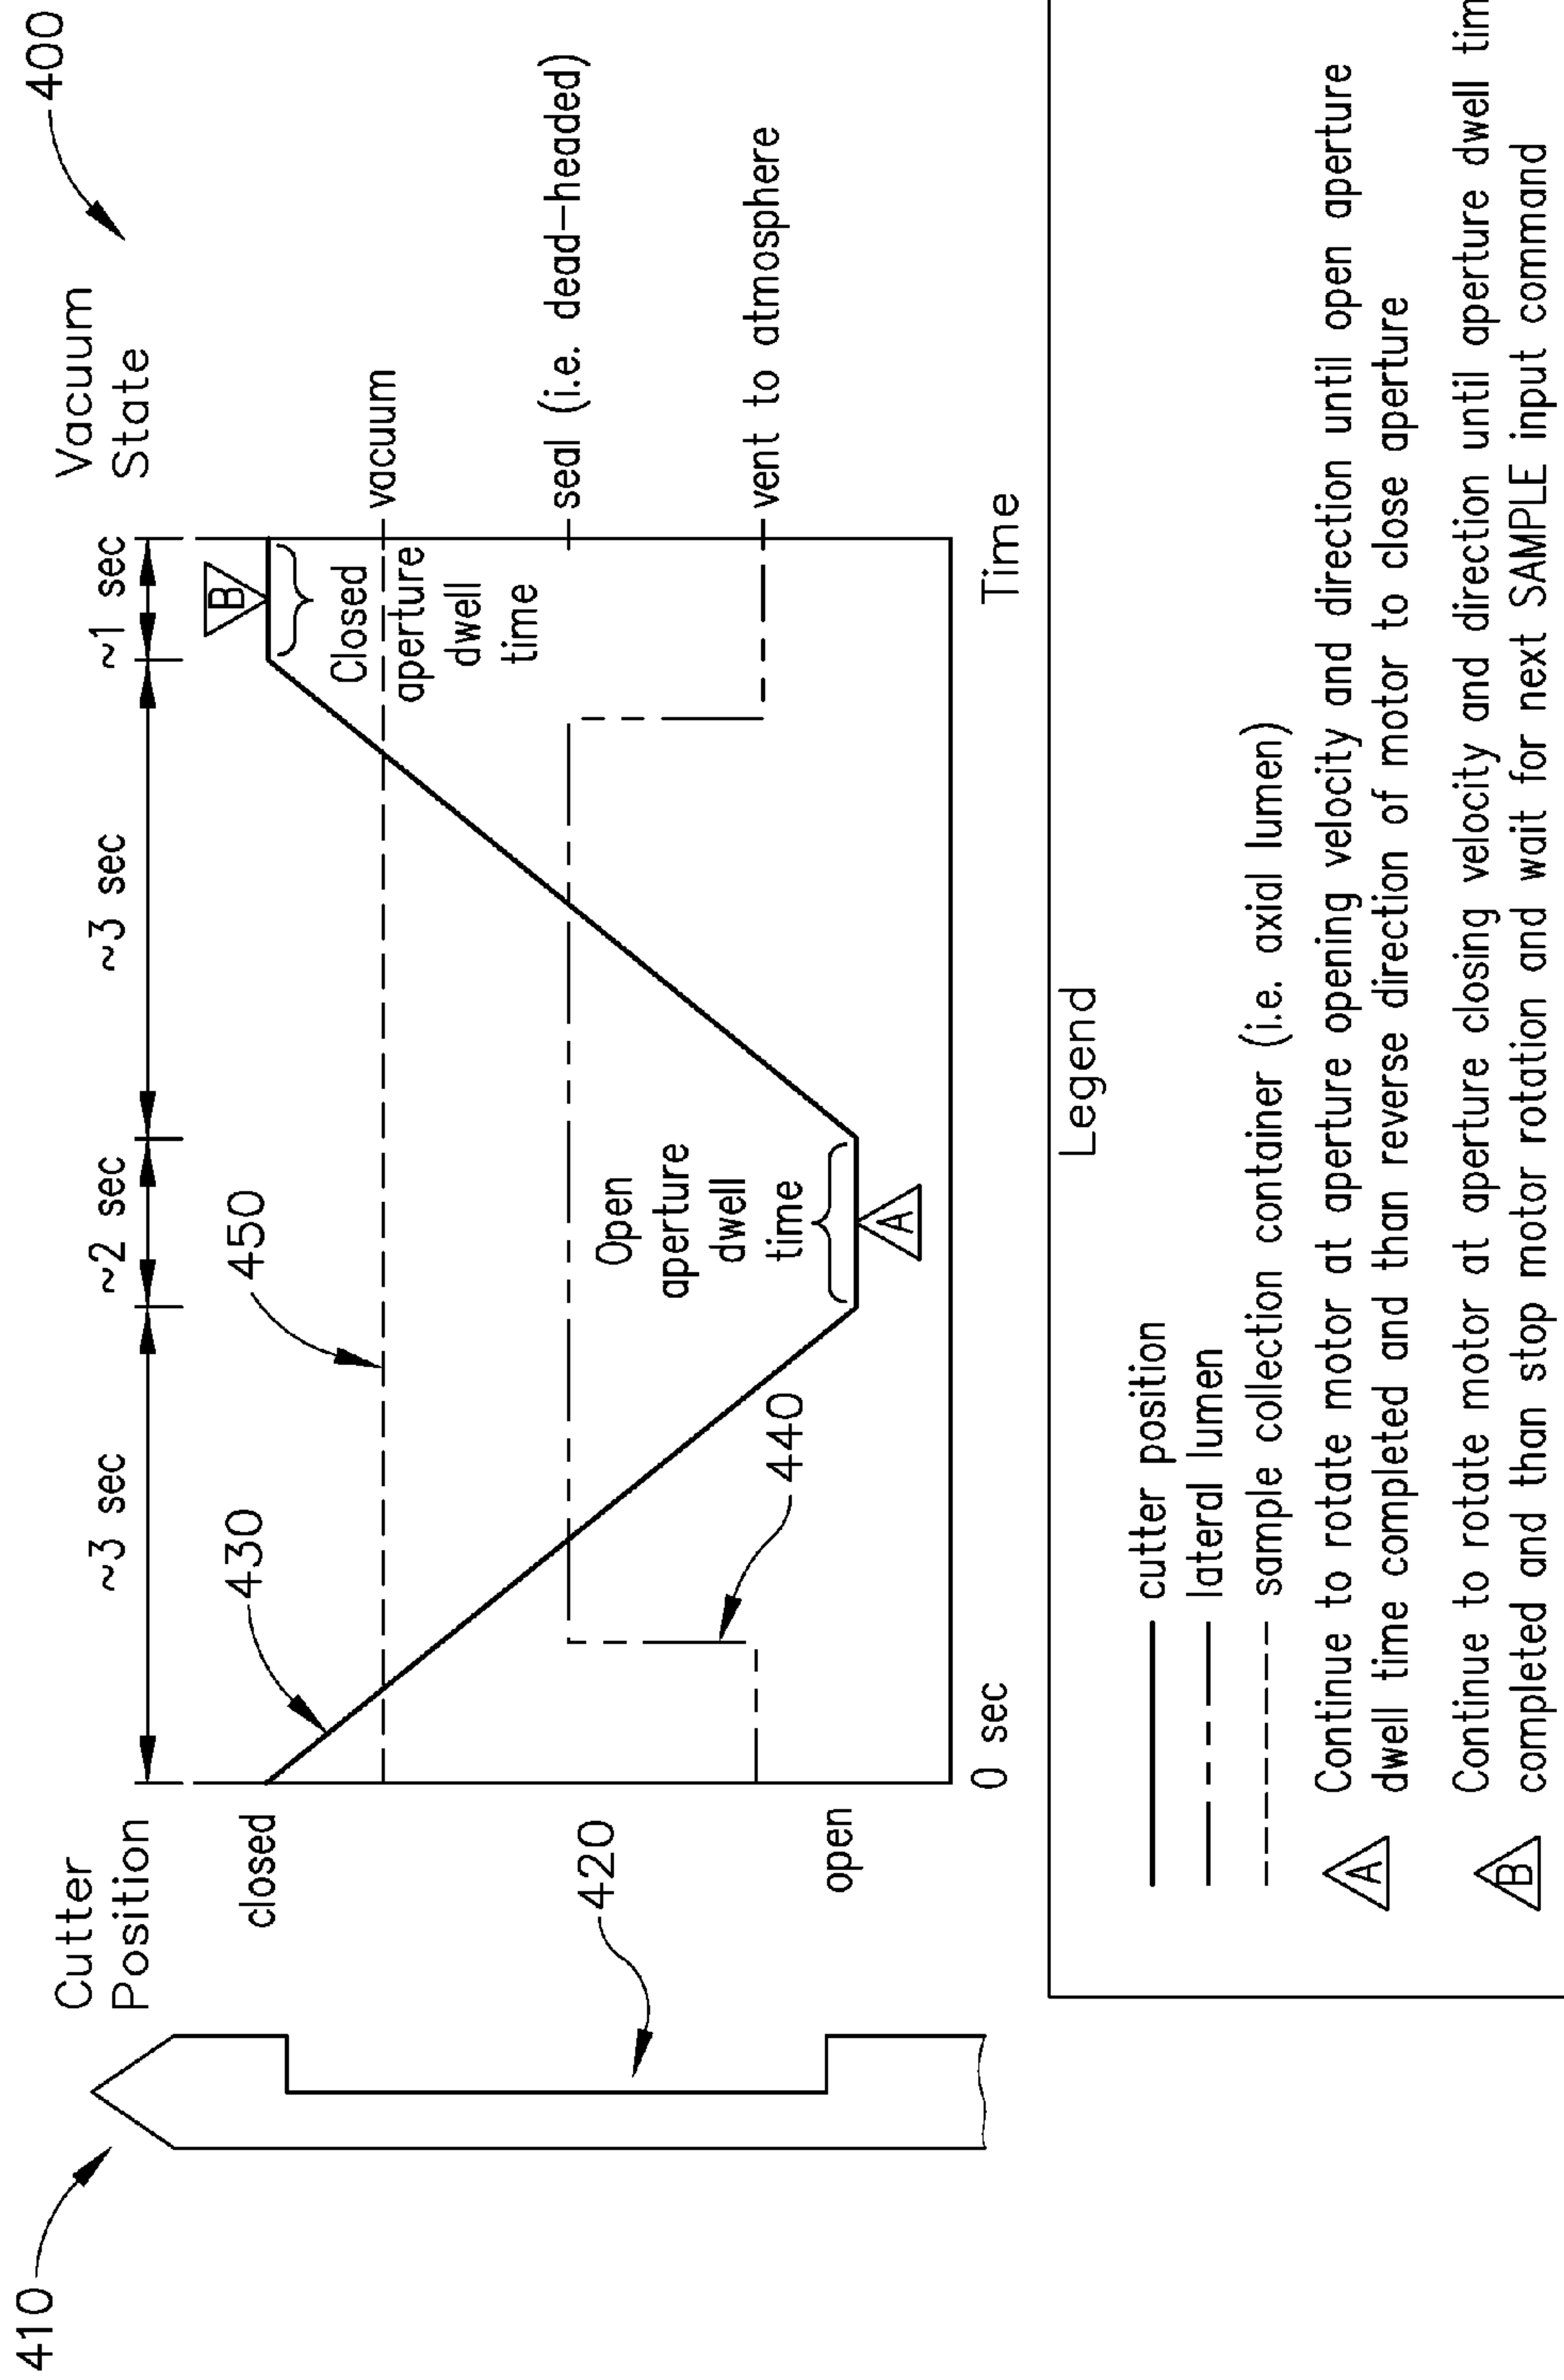 400
410
Cutter
Position
Vacuum
State
~3 sec
~2 sec
~3 sec
~1 sec
closed
430
450
B
Closed
aperture
dwell
time
vacuum
420
Open
aperture
dwell
time
seal (i.e. dead-headed)
440
A
open
vent to atmosphere
0 sec
Time
Legend
cutter position
lateral lumen
sample collection container (i.e. axial lumen)
A
Continue to rotate motor at aperture opening velocity and direction until open aperture
dwell time completed and than reverse direction of motor to close aperture
B
Continue to rotate motor at aperture closing velocity and direction until aperture dwell
completed and than stop motor rotation and wait for next SAMPLE input command